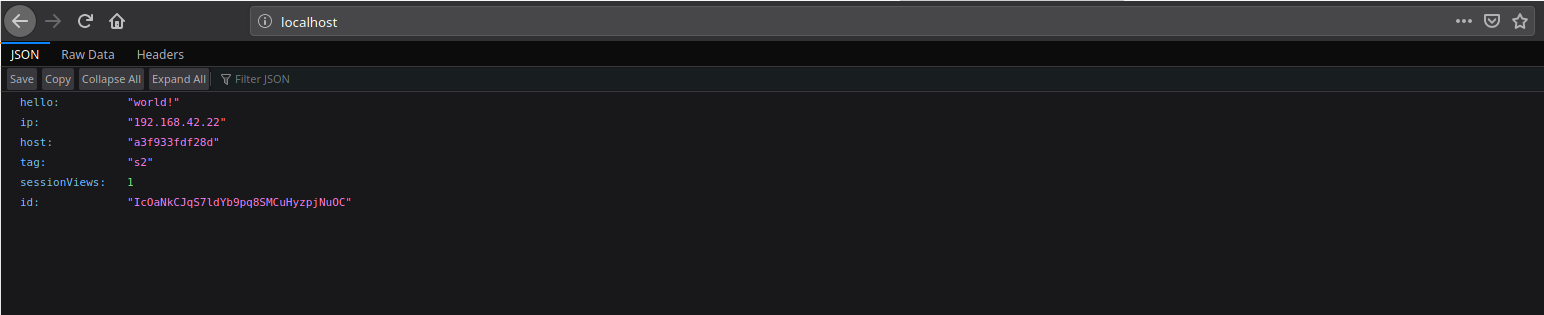 localhost
JSON Raw Data Headers
Save Copy Collapse All Expand All Filter JSON
hello: "world!"
ip: "192.168.42.22"
host: "a3f933fdf28d"
tag: "s2"
sessionViews: 1
id: "IcOaNkCJqS7ldYb9pq8SMCuHyzpjNuOC"